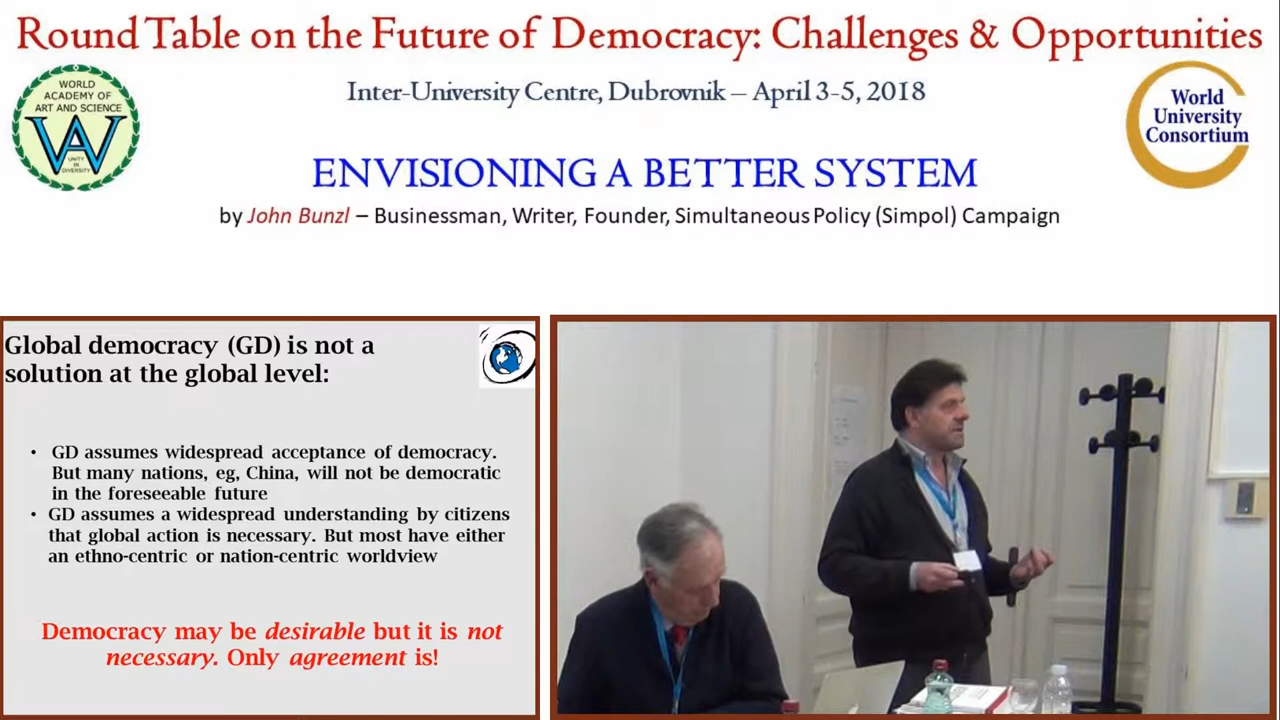 Round Table on the Future of Democracy: Challenges & Opportunities
WORLD
ACADEMY OF
ART AND SCIENCE
WA
UNITY
IN
DIVERSITY
Inter-University Centre, Dubrovnik – April 3-5, 2018
World
University
Consortium
ENVISIONING A BETTER SYSTEM
by John Bunzl – Businessman, Writer, Founder, Simultaneous Policy (Simpol) Campaign
Global democracy (GD) is not a
solution at the global level:
• GD assumes widespread acceptance of democracy.
But many nations, eg, China, will not be democratic
in the foreseeable future
• GD assumes a widespread understanding by citizens
that global action is necessary. But most have either
an ethno-centric or nation-centric worldview
Democracy may be desirable but it is not
necessary. Only agreement is!